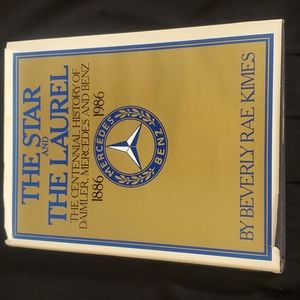 THE STAR
AND
THE LAUREL
THE CENTENNIAL HISTORY OF
DAIMLER, MERCEDES AND BENZ
1886 1986
MERCEDES
BENZ
BY BEVERLY RAE KIMES